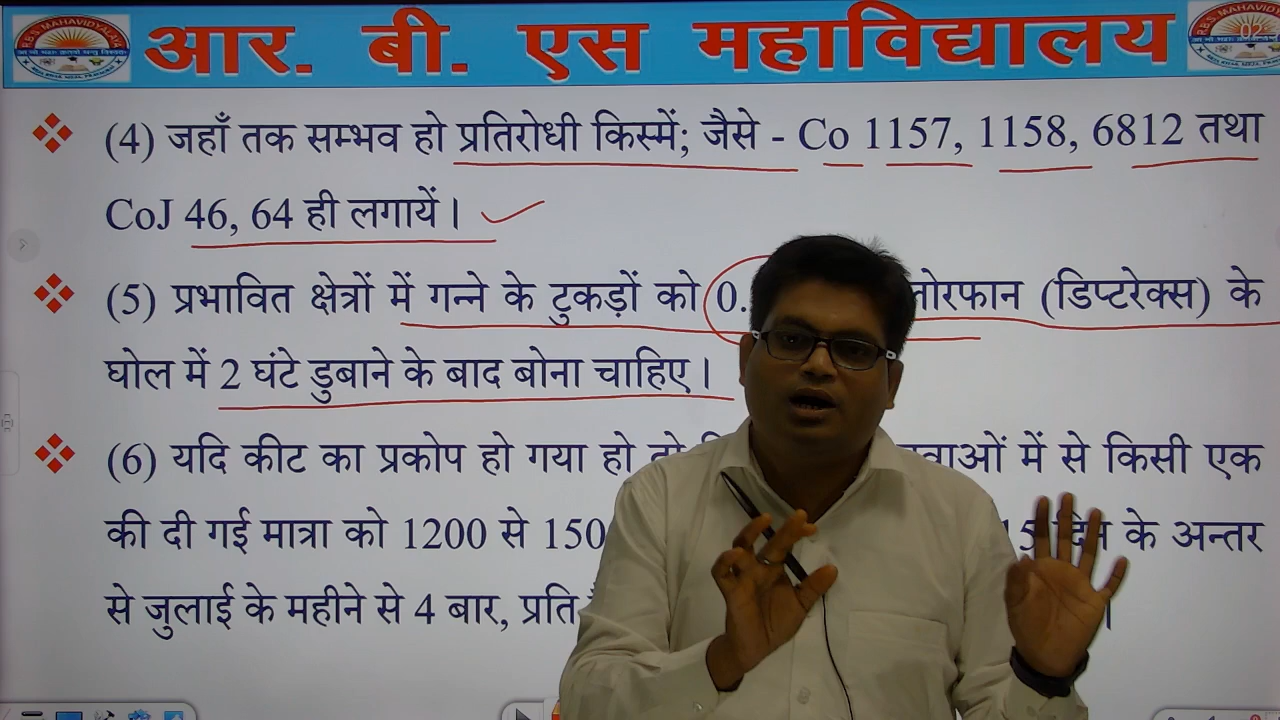 आर. बी. एस महाविद्यालय
(4) जहाँ तक सम्भव हो प्रतिरोधी किस्में; जैसे - Co 1157, 1158, 6812 तथा
CoJ 46, 64 ही लगायें।
(5) प्रभावित क्षेत्रों में गन्ने के टुकड़ों को 0. (डिप्टरेक्स) के
घोल में 2 घंटे डुबाने के बाद बोना चाहिए।
(6) यदि कीट का प्रकोप हो गया हो तो में से किसी एक
की दी गई मात्रा को 1200 से 150 के अन्तर
से जुलाई के महीने से 4 बार, प्रति